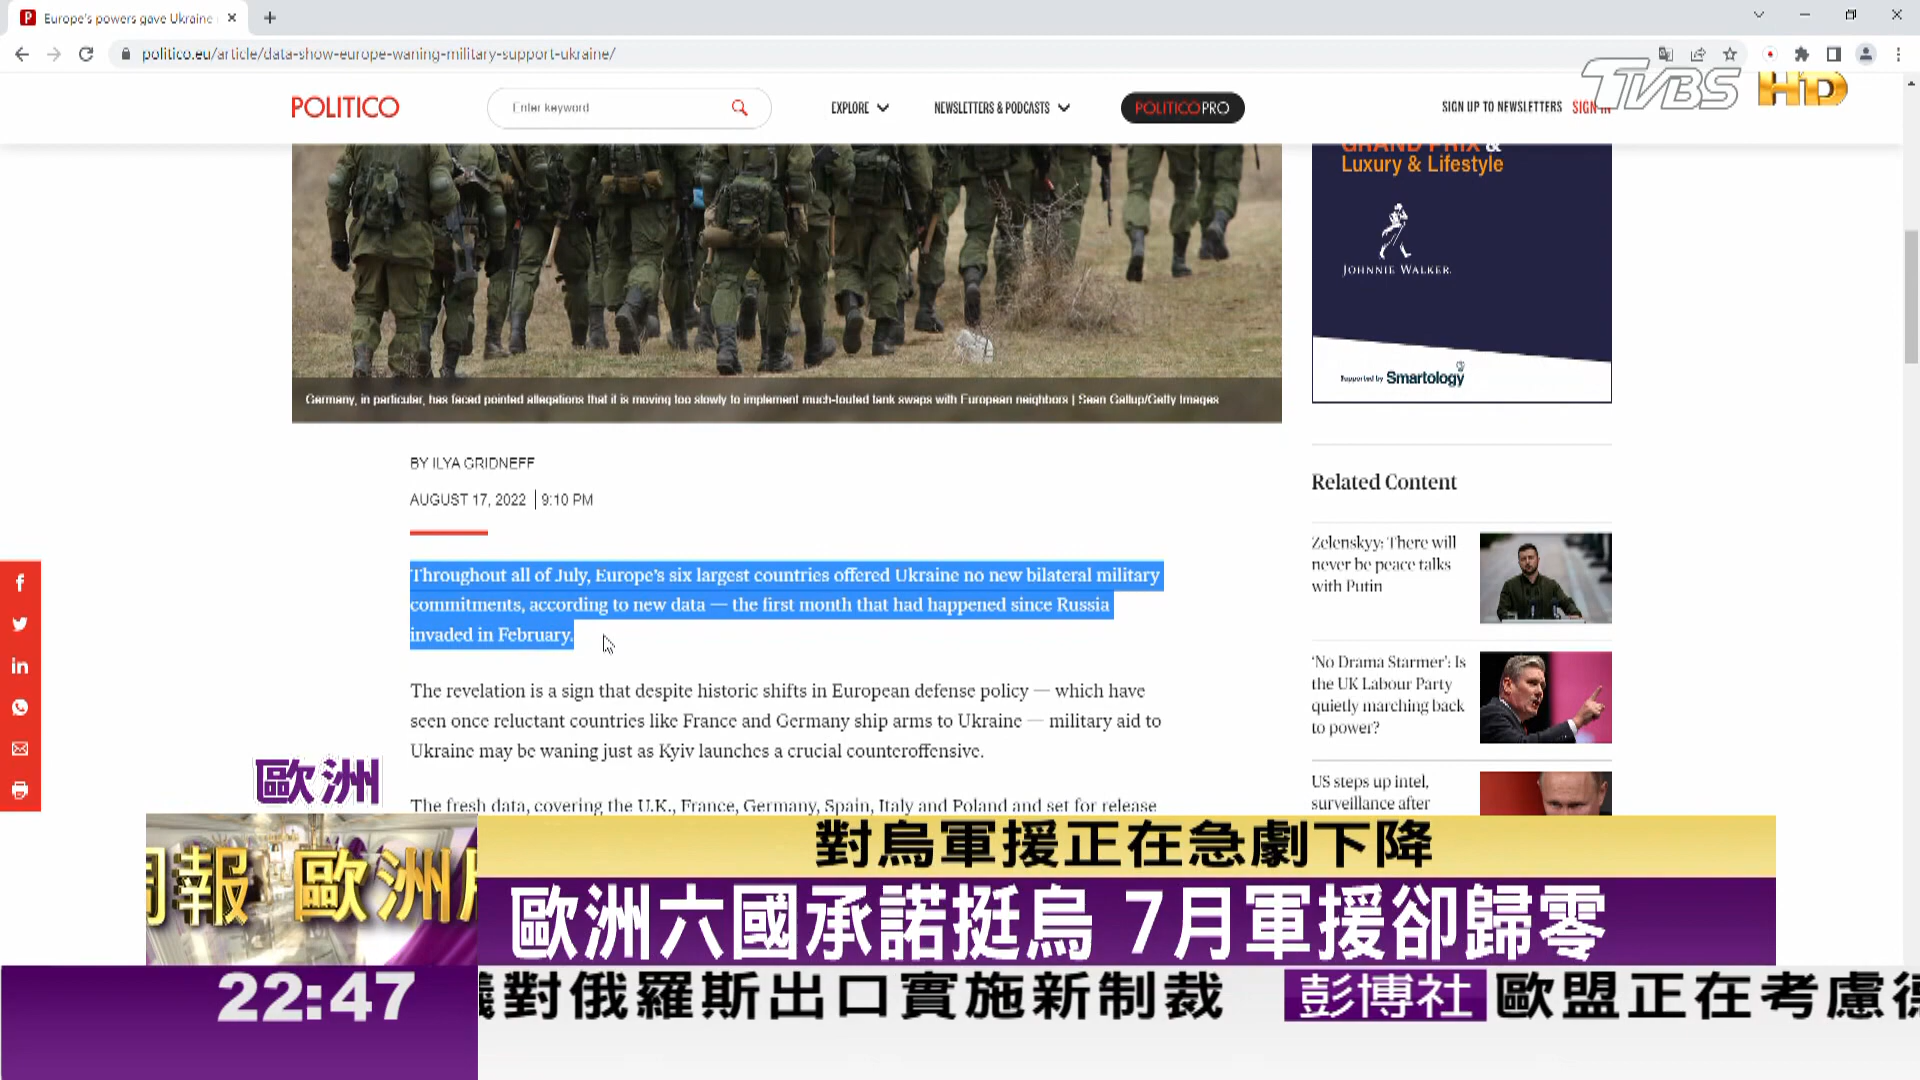 Europe's powers gave Ukraine
politico.eu/article/data-show-europe-waning-military-support-ukraine/
TVBS HD
POLITICO
Enter keyword
EXPLORE
NEWSLETTERS & PODCASTS
POLITICO PRO
SIGN UP TO NEWSLETTERS
SIGN IN
GRAND PRIX &
Luxury & Lifestyle
JOHNNIE WALKER.
Supported by Smartology
Germany, in particular, has faced pointed allegations that it is moving too slowly to implement much-touted tank swaps with European neighbors | Sean Gallup/Getty Images
BY ILYA GRIDNEFF
AUGUST 17, 2022 | 9:10 PM
Throughout all of July, Europe's six largest countries offered Ukraine no new bilateral military
commitments, according to new data — the first month that had happened since Russia
invaded in February.
The revelation is a sign that despite historic shifts in European defense policy — which have
seen once reluctant countries like France and Germany ship arms to Ukraine — military aid to
Ukraine may be waning just as Kyiv launches a crucial counteroffensive.
The fresh data, covering the U.K., France, Germany, Spain, Italy and Poland and set for release
Related Content
Zelenskyy: There will
never be peace talks
with Putin
'No Drama Starmer': Is
the UK Labour Party
quietly marching back
to power?
US steps up intel,
surveillance after
歐洲
周報 歐洲
對烏軍援正在急劇下降
歐洲六國承諾挺烏 7月軍援卻歸零
22:47
對俄羅斯出口實施新制裁 彭博社 歐盟正在考慮